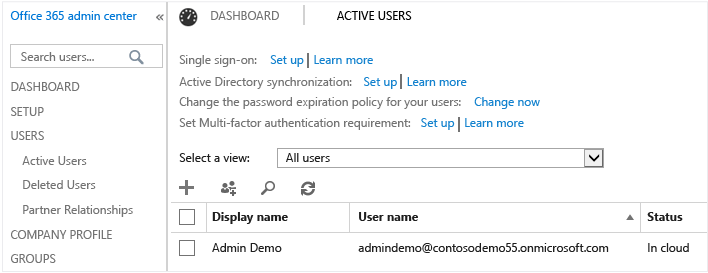 Office 365 admin center «
Search users...
DASHBOARD
SETUP
USERS
Active Users
Deleted Users
Partner Relationships
COMPANY PROFILE
GROUPS
DASHBOARD ACTIVE USERS
Single sign-on: Set up | Learn more
Active Directory synchronization: Set up | Learn more
Change the password expiration policy for your users: Change now
Set Multi-factor authentication requirement: Set up | Learn more
Select a view: All users
Display name User name Status
Admin Demo admindemo@contosodemo55.onmicrosoft.com In cloud